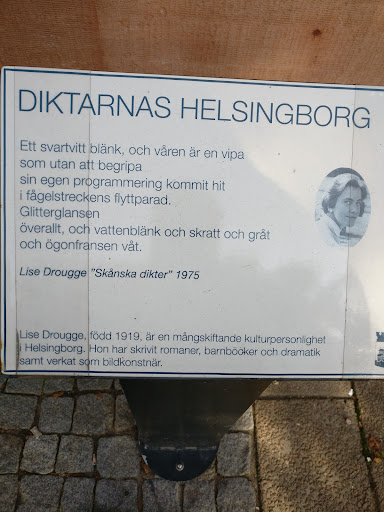 DIKTARNAS HELSINGBORG
Ett svartvitt blänk, och våren är en vipa
som utan att begripa
sin egen programmering kommit hit
i fågelstreckens flyttparad.
Glitterglansen
överallt, och vattenblänk och skratt och gråt
och ögonfransen våt.
Lise Drougge "Skånska dikter" 1975
Lise Drougge, född 1919, är en mångskiftande kulturpersonlighet
i Helsingborg. Hon har skrivit romaner, barnböoker och dramatik
samt verkat som bildkonstnär.